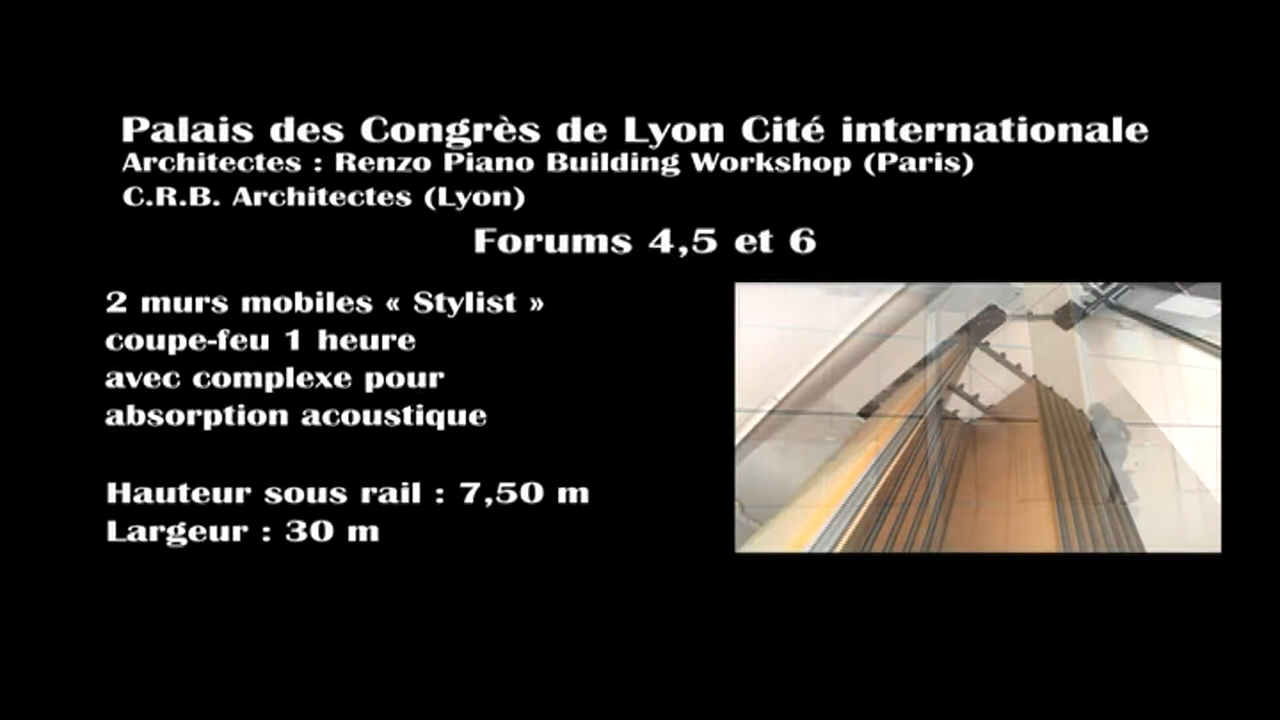 Palais des Congrès de Lyon Cité internationale
Architectes : Renzo Piano Building Workshop (Paris)
C.R.B. Architectes (Lyon)
Forums 4,5 et 6
2 murs mobiles « Stylist »
coupe-feu 1 heure
avec complexe pour
absorption acoustique
Hauteur sous rail : 7,50 m
Largeur : 30 m